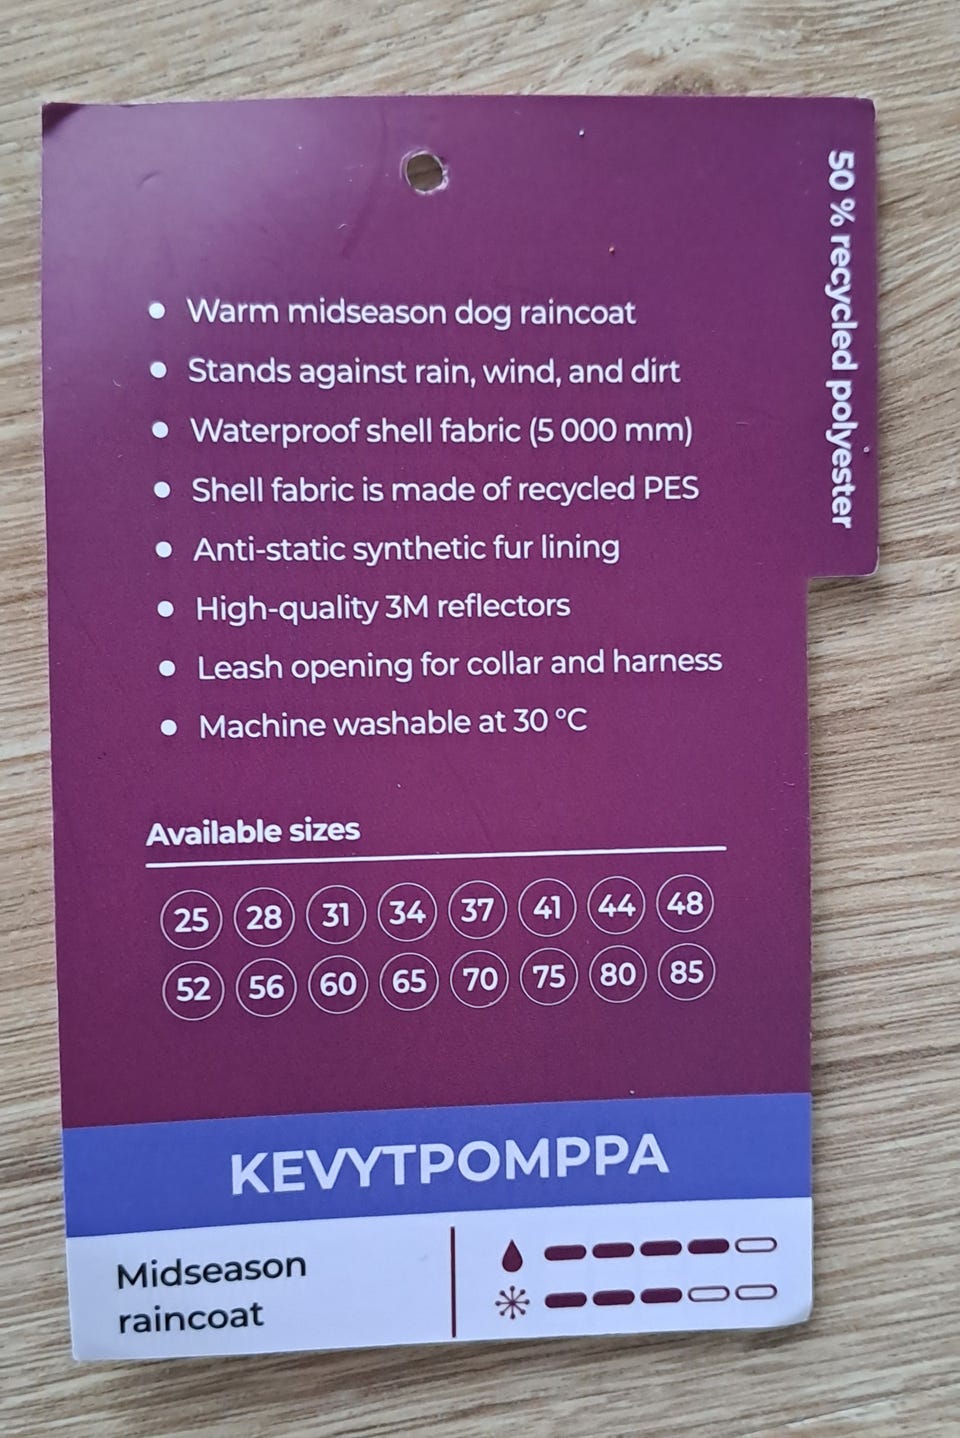 50 % recycled polyester
Warm midseason dog raincoat
Stands against rain, wind, and dirt
Waterproof shell fabric (5 000 mm)
Shell fabric is made of recycled PES
Anti-static synthetic fur lining
High-quality 3M reflectors
Leash opening for collar and harness
Machine washable at 30 °C
Available sizes
25 28 31 34 37 41 44 48
52 56 60 65 70 75 80 85
KEVYTPOMPPA
Midseason
raincoat